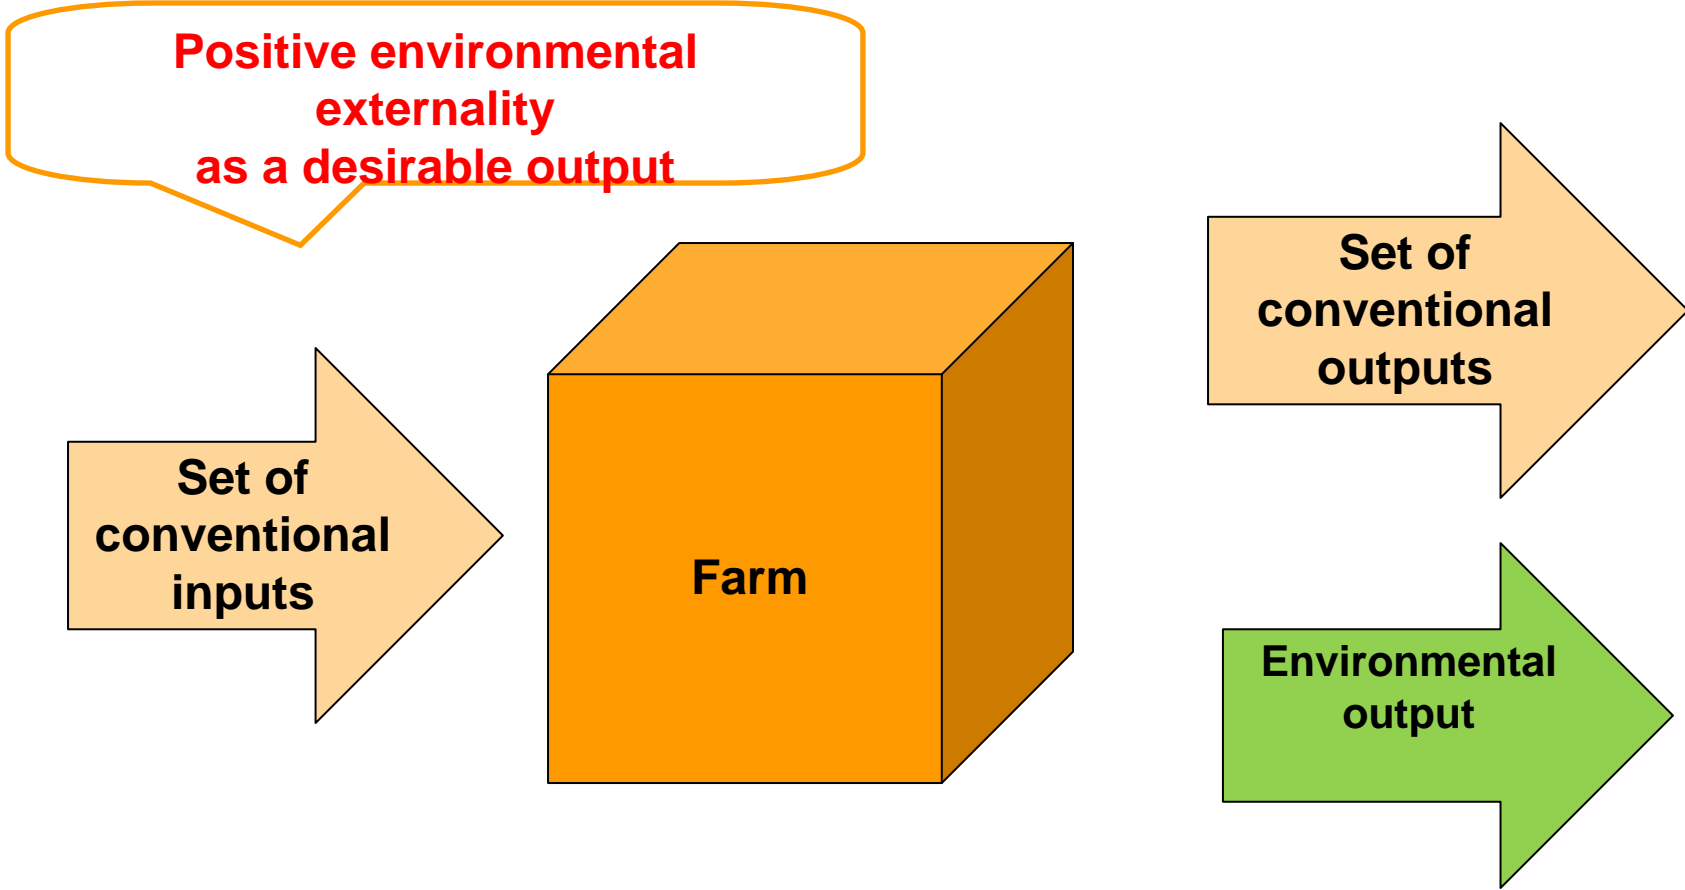 Positive environmental
externality
as a desirable output
Set of
conventional
inputs
Farm
Set of
conventional
outputs
Environmental
output